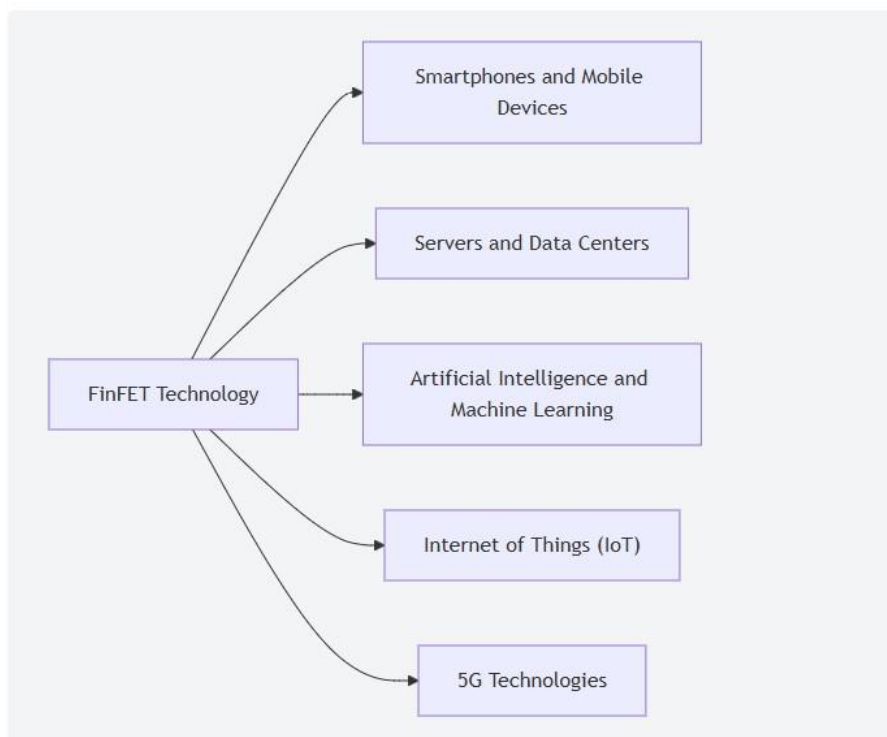 Smartphones and Mobile
Devices
Servers and Data Centers
FinFET Technology
Artificial Intelligence and
Machine Learning
Internet of Things (IoT)
5G Technologies